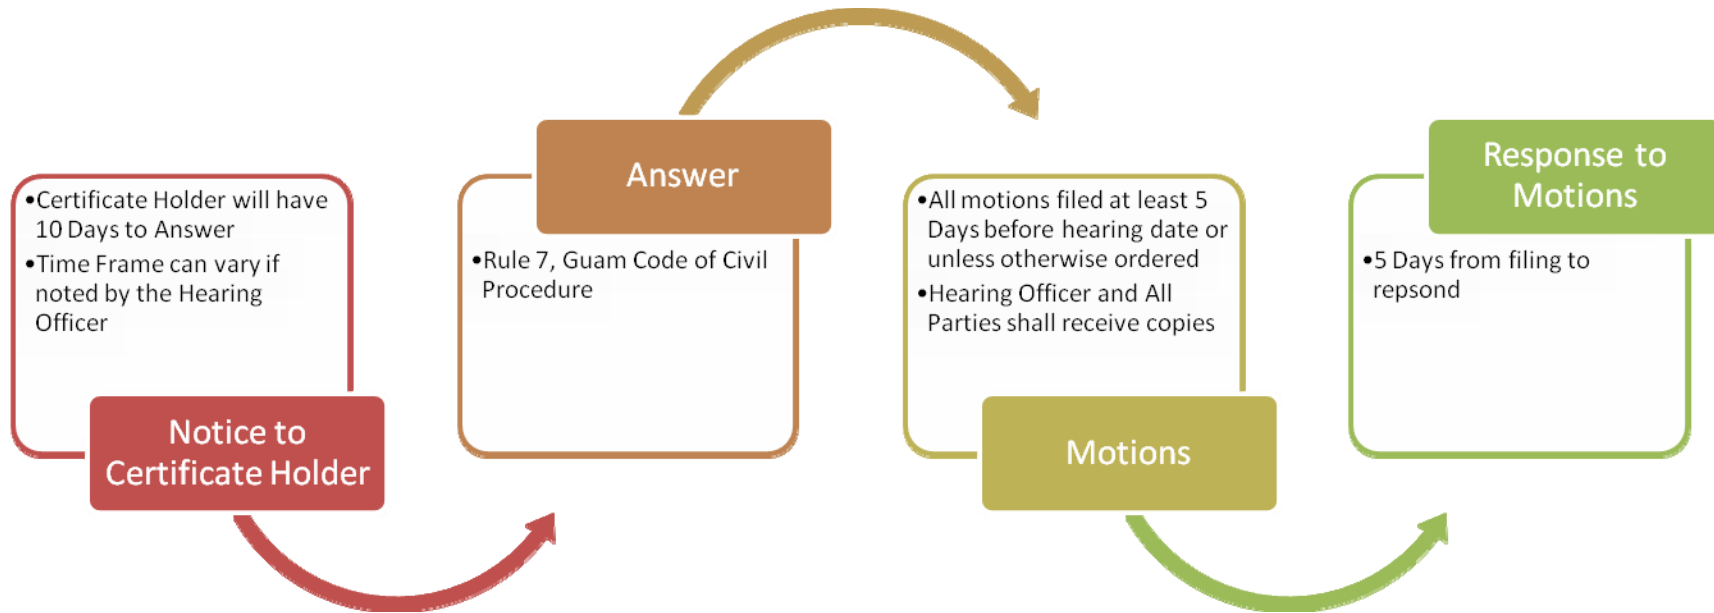 •Certificate Holder will have
10 Days to Answer
•Time Frame can vary if
noted by the Hearing
Officer
Notice to
Certificate Holder
Answer
•Rule 7, Guam Code of Civil
Procedure
•All motions filed at least 5
Days before hearing date or
unless otherwise ordered
•Hearing Officer and All
Parties shall receive copies
Motions
Response to
Motions
•5 Days from filing to
repsond